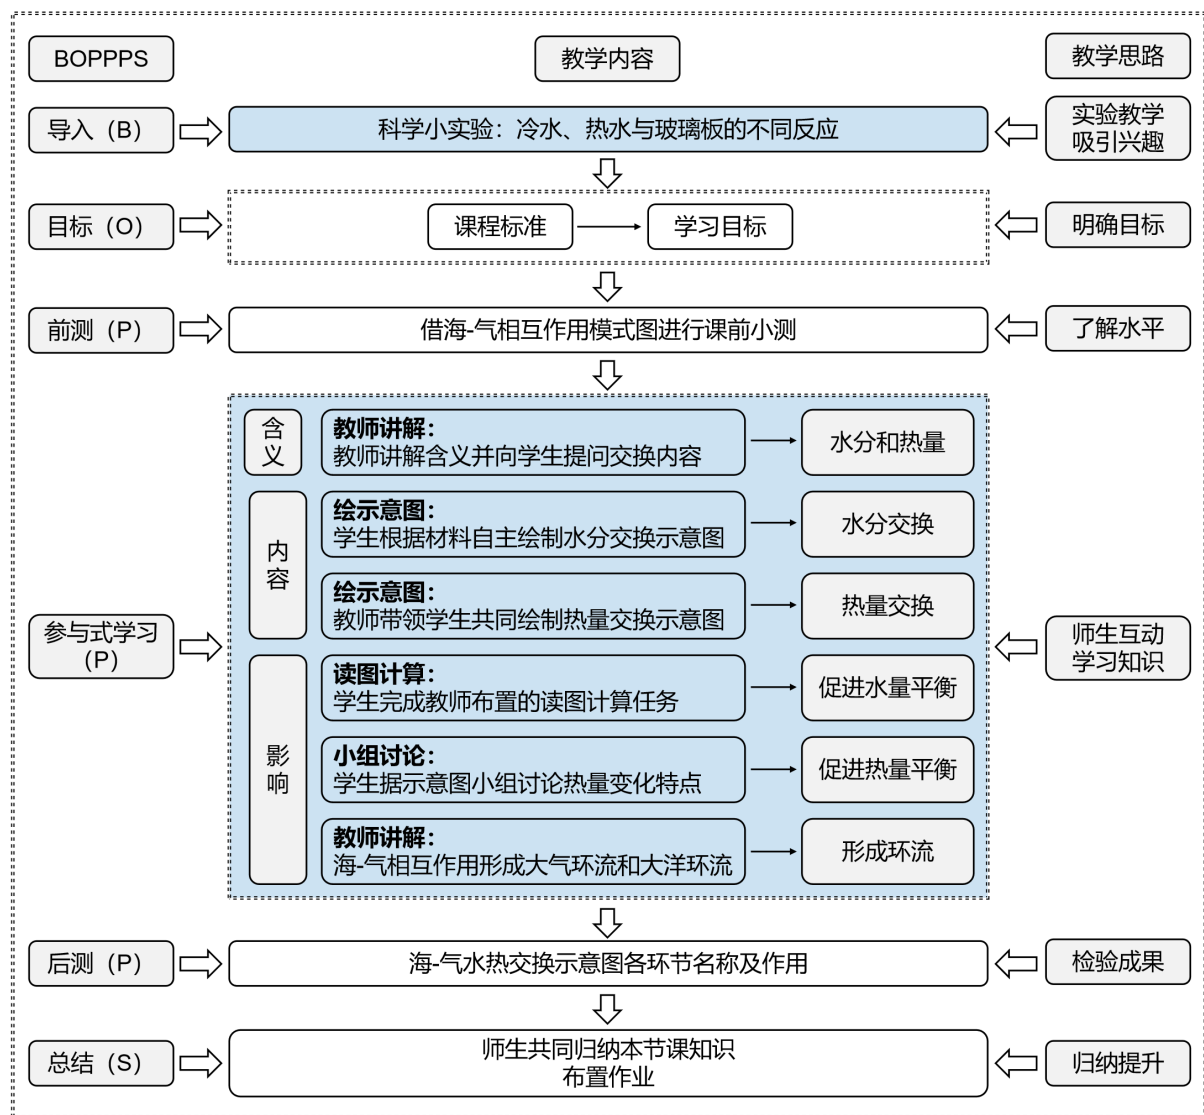 BOPPPS
教学内容
教学思路
导入（B）
科学小实验：冷水、热水与玻璃板的不同反应
实验教学
吸引兴趣
目标（O）
课程标准
学习目标
明确目标
前测（P）
借海-气相互作用模式图进行课前小测
了解水平
参与式学习
（P）
含
义
教师讲解：
教师讲解含义并向学生提问交换内容
水分和热量
内
容
绘示意图：
学生根据材料自主绘制水分交换示意图
水分交换
绘示意图：
教师带领学生共同绘制热量交换示意图
热量交换
影
响
读图计算：
学生完成教师布置的读图计算任务
促进水量平衡
小组讨论：
学生据示意图小组讨论热量变化特点
促进热量平衡
教师讲解：
海-气相互作用形成大气环流和大洋环流
形成环流
师生互动
学习知识
后测（P）
海-气水热交换示意图各环节名称及作用
检验成果
总结（S）
师生共同归纳本节课知识
布置作业
归纳提升